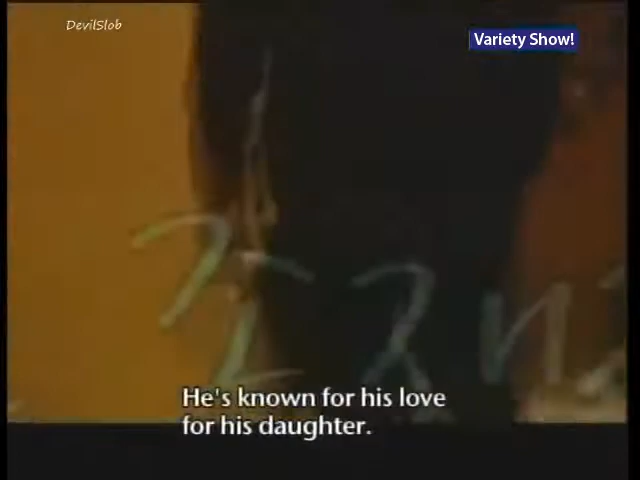 DevilSlob
Variety Show!
He's known for his love
for his daughter.